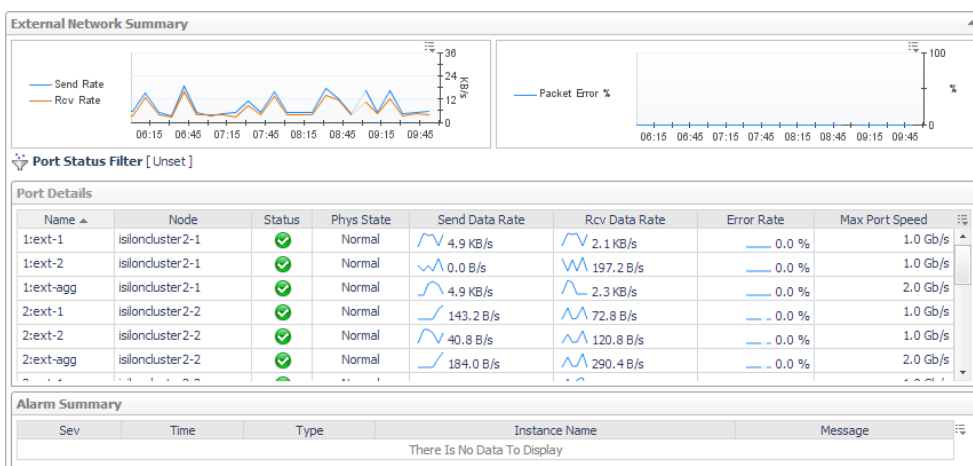 External Network Summary
Send Rate
Rcv Rate
36
24
12
0
KB/s
06:15 06:45 07:15 07:45 08:15 08:45 09:15 09:45
Packet Error %
100
0
%
06:15 06:45 07:15 07:45 08:15 08:45 09:15 09:45
Port Status Filter [ Unset ]
Port Details
Name Node Status Phys State Send Data Rate Rcv Data Rate Error Rate Max Port Speed
1:ext-1 isiloncluster2-1 Normal 4.9 KB/s 2.1 KB/s 0.0 % 1.0 Gb/s
1:ext-2 isiloncluster2-1 Normal 0.0 B/s 197.2 B/s 0.0 % 1.0 Gb/s
1:ext-agg isiloncluster2-1 Normal 4.9 KB/s 2.3 KB/s 0.0 % 2.0 Gb/s
2:ext-1 isiloncluster2-2 Normal 143.2 B/s 72.8 B/s 0.0 % 1.0 Gb/s
2:ext-2 isiloncluster2-2 Normal 40.8 B/s 120.8 B/s 0.0 % 1.0 Gb/s
2:ext-agg isiloncluster2-2 Normal 184.0 B/s 290.4 B/s 0.0 % 2.0 Gb/s
Alarm Summary
Sev Time Type Instance Name Message
There Is No Data To Display